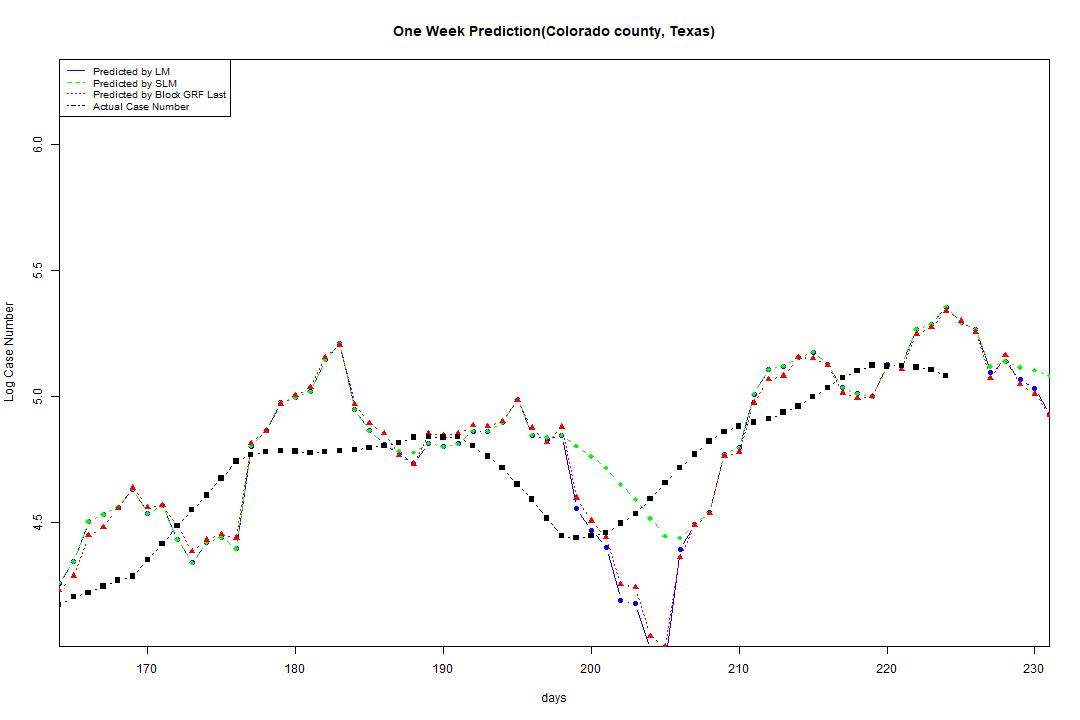 One Week Prediction(Colorado county, Texas)
Predicted by LM
Predicted by SLM
Predicted by Block GRF Last
Actual Case Number
Log Case Number
6.0
5.5
5.0
4.5
170 180 190 200 210 220 230
days